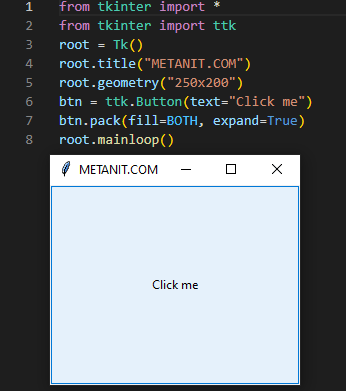 1 from tkinter import *
2 from tkinter import ttk
3 root = Tk()
4 root.title("METANIT.COM")
5 root.geometry("250x200")
6 btn = ttk.Button(text="Click me")
7 btn.pack(fill=BOTH, expand=True)
8 root.mainloop()
METANIT.COM
Click me